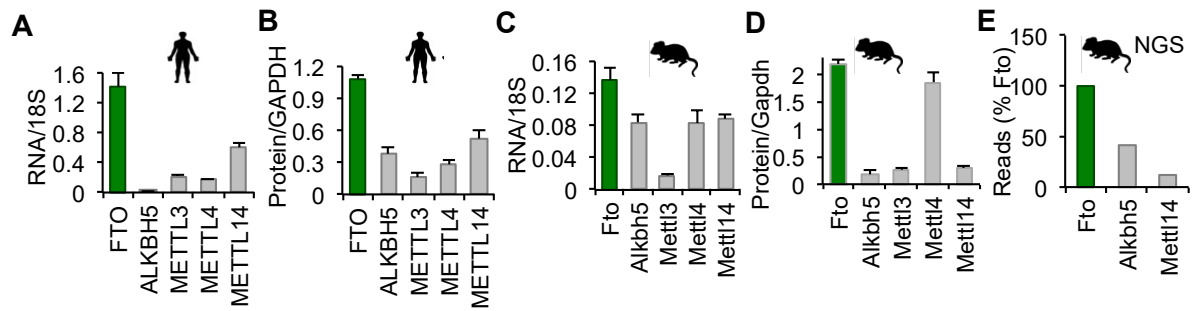 A
RNA/18S
1.6
1.2
0.8
0.4
0
FTO
ALKBH5
METTL3
METTL4
METTL14
B
Protein/GAPDH
1.2
0.9
0.6
0.3
0
FTO
ALKBH5
METTL3
METTL4
METTL14
C
RNA/18S
0.16
0.12
0.08
0.04
0
Fto
Alkbh5
Mettl3
Mettl4
Mettl14
D
Protein/Gapdh
2
1.5
1
0.5
0
Fto
Alkbh5
Mettl3
Mettl4
Mettl14
E
NGS
Reads (% Fto)
150
100
50
0
Fto
Alkbh5
Mettl14